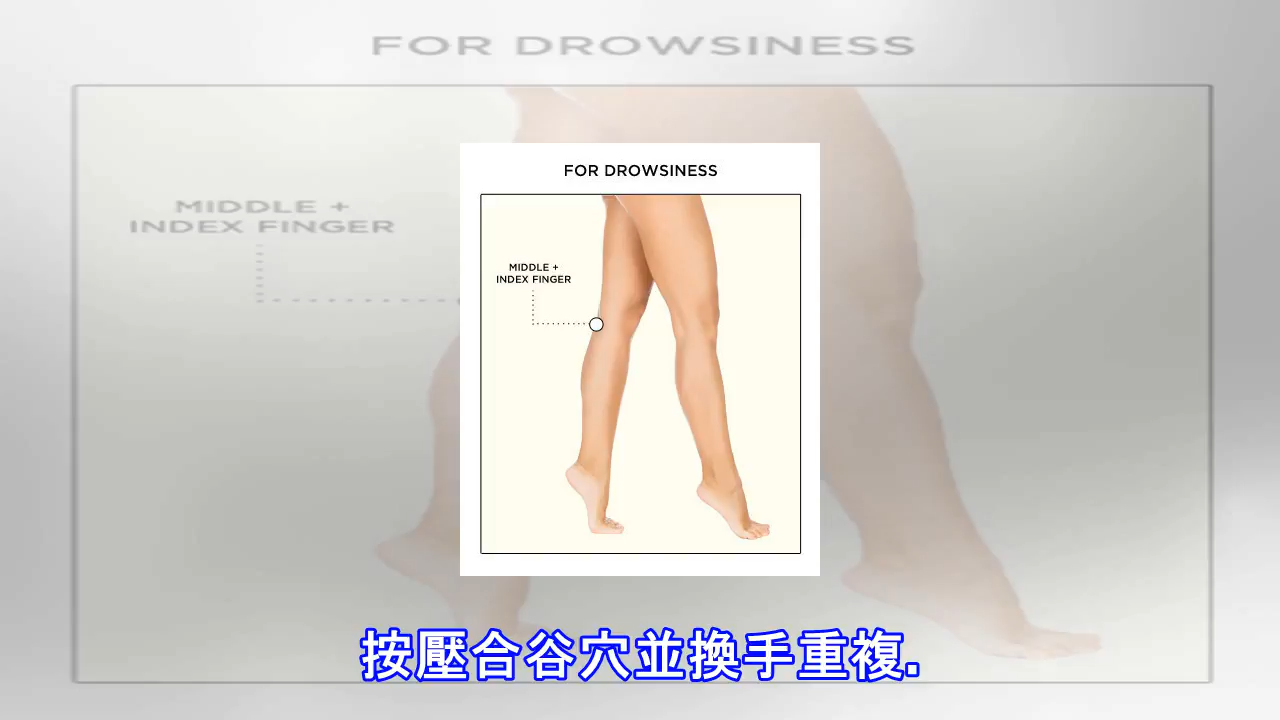 FOR DROWSINESS
MIDDLE +
INDEX FINGER
FOR DROWSINESS
MIDDLE +
INDEX FINGER
按壓合谷穴並換手重複.